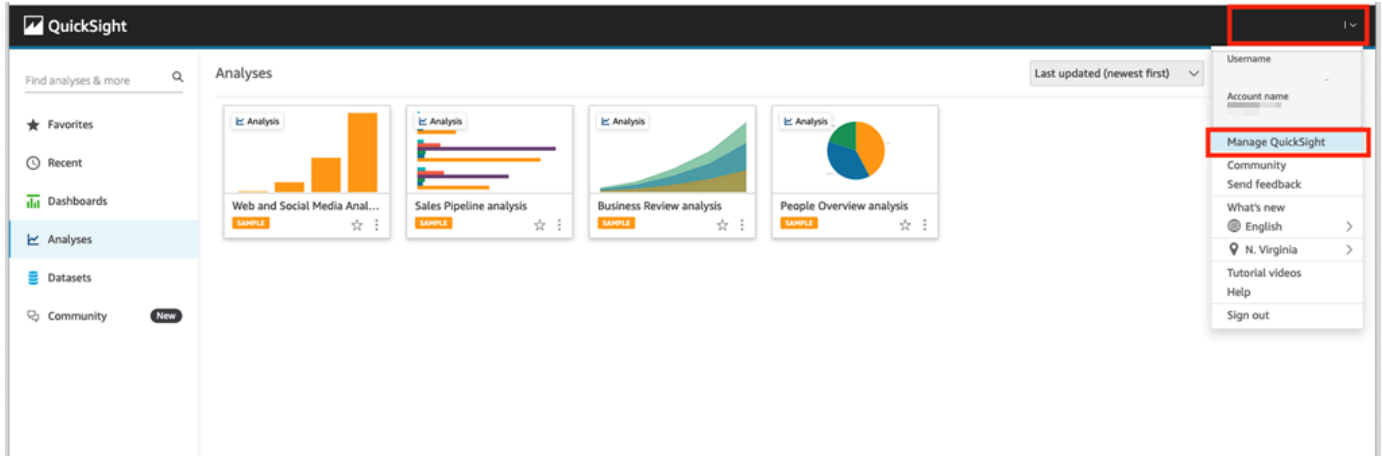 QuickSight
Find analyses & more
Favorites
Recent
Dashboards
Analyses
Datasets
Community New
Analyses
Last updated (newest first)
Analysis
Web and Social Media Anal...
SAMPLE
Analysis
Sales Pipeline analysis
SAMPLE
Analysis
Business Review analysis
SAMPLE
Analysis
People Overview analysis
SAMPLE
Username
Account name
Manage QuickSight
Community
Send feedback
What's new
English
N. Virginia
Tutorial videos
Help
Sign out